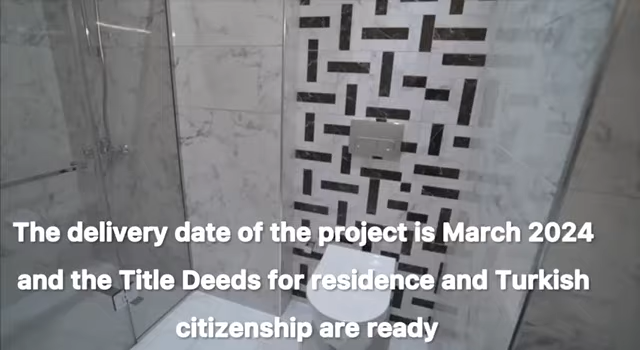 The delivery date of the project is March 2024
and the Title Deeds for residence and Turkish
citizenship are ready